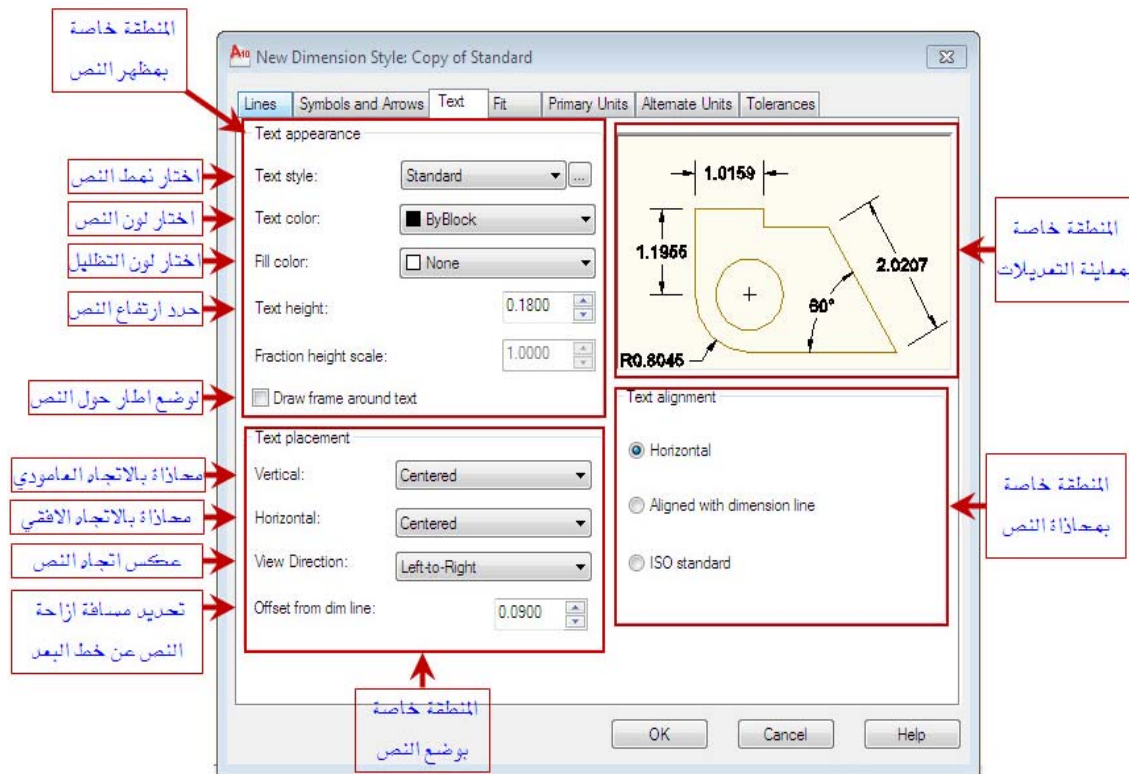 المنطقة خاصة
بمظهر النص
New Dimension Style: Copy of Standard
Lines
Symbols and Arrows
Text
Fit
Primary Units
Alternate Units
Tolerances
Text appearance
اختار نمط النص
Text style:
Standard
...
اختار لون النص
Text color:
ByBlock
اختار لون التظليل
Fill color:
None
حدد ارتفاع النص
Text height:
0.1800
Fraction height scale:
1.0000
لوضع اطار حول النص
Draw frame around text
1.0159
1.1955
2.0207
60°
R0.8045
المنطقة خاصة
بمعاينة التعديلات
Text placement
محاذاة بالاتجاه العامودي
Vertical:
Centered
محاذاة بالاتجاه الافقي
Horizontal:
Centered
عكس اتجاه النص
View Direction:
Left-to-Right
تحديد مسافة ازاحة
النص عن خط البعد
Offset from dim line:
0.0900
Text alignment
Horizontal
Aligned with dimension line
ISO standard
المنطقة خاصة
بمحاذاة النص
المنطقة خاصة
بوضع النص
OK
Cancel
Help